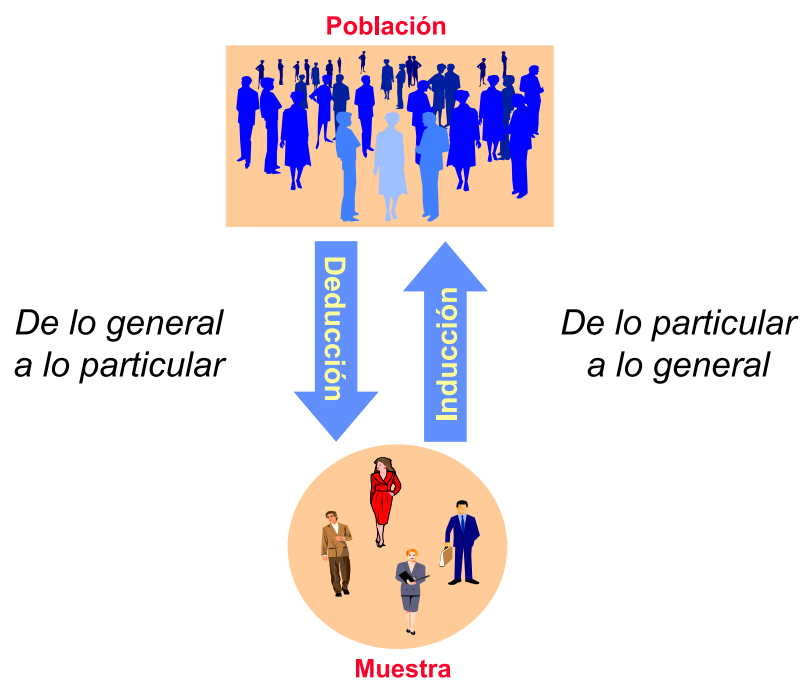 Población
Deducción
Inducción
De lo general
a lo particular
De lo particular
a lo general
Muestra